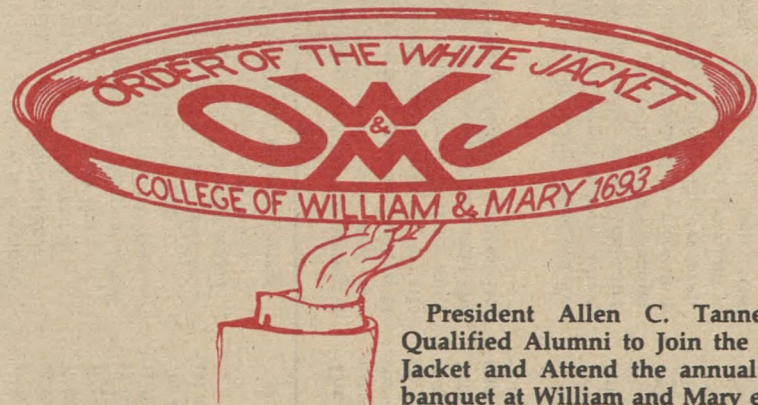 ORDER OF THE WHITE JACKET
OWJ
&
M
COLLEGE OF WILLIAM & MARY 1693
President Allen C.
Qualified Alumni to Join the
Jacket and Attend the annual
banquet at William and Mary